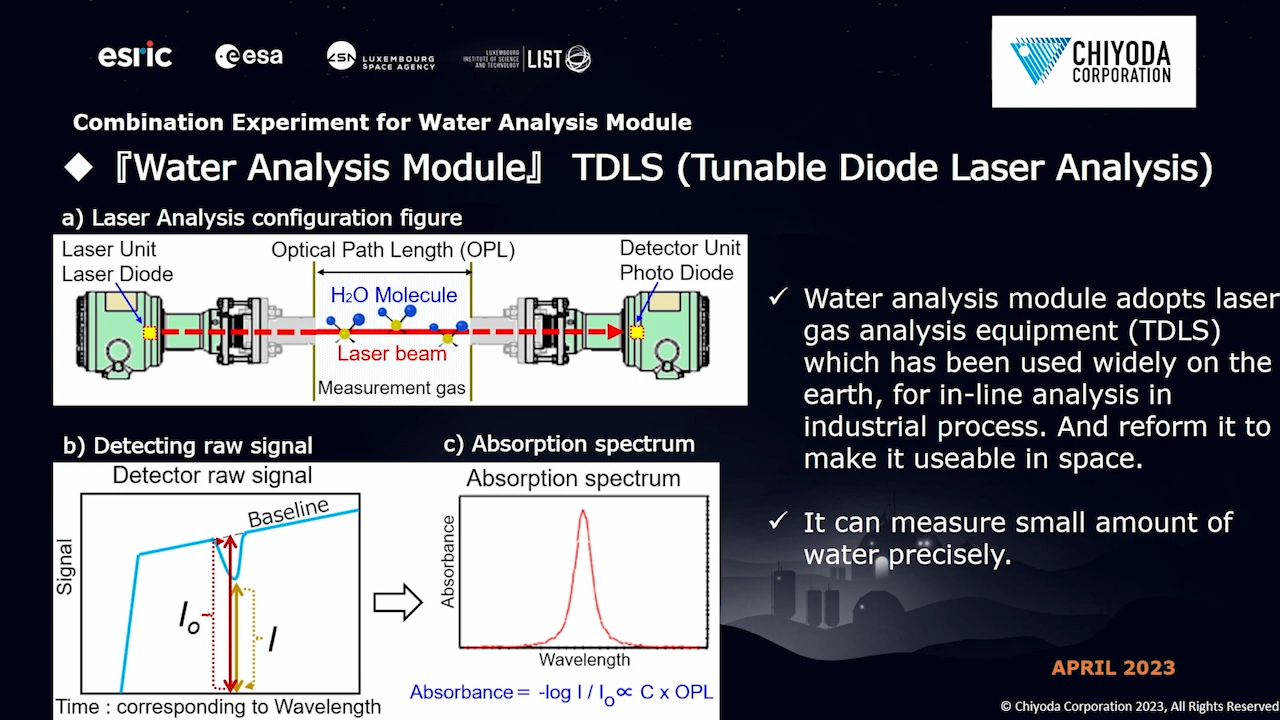 esric
esa
LSA LUXEMBOURG SPACE AGENCY
LUXEMBOURG INSTITUTE OF SCIENCE AND TECHNOLOGY LIST
CHIYODA
CORPORATION
Combination Experiment for Water Analysis Module
◆『Water Analysis Module』 TDLS (Tunable Diode Laser Analysis)
a) Laser Analysis configuration figure
Laser Unit
Laser Diode
Optical Path Length (OPL)
Detector Unit
Photo Diode
H2O Molecule
Laser beam
Measurement gas
✓ Water analysis module adopts laser
gas analysis equipment (TDLS)
which has been used widely on the
earth, for in-line analysis in
industrial process. And reform it to
make it useable in space.
✓ It can measure small amount of
water precisely.
b) Detecting raw signal
Detector raw signal
Signal
Baseline
Io
I
Time : corresponding to Wavelength
c) Absorption spectrum
Absorption spectrum
Absorbance
Wavelength
Absorbance = -log I / Io ∝ C x OPL
APRIL 2023
© Chiyoda Corporation 2023, All Rights Reserved